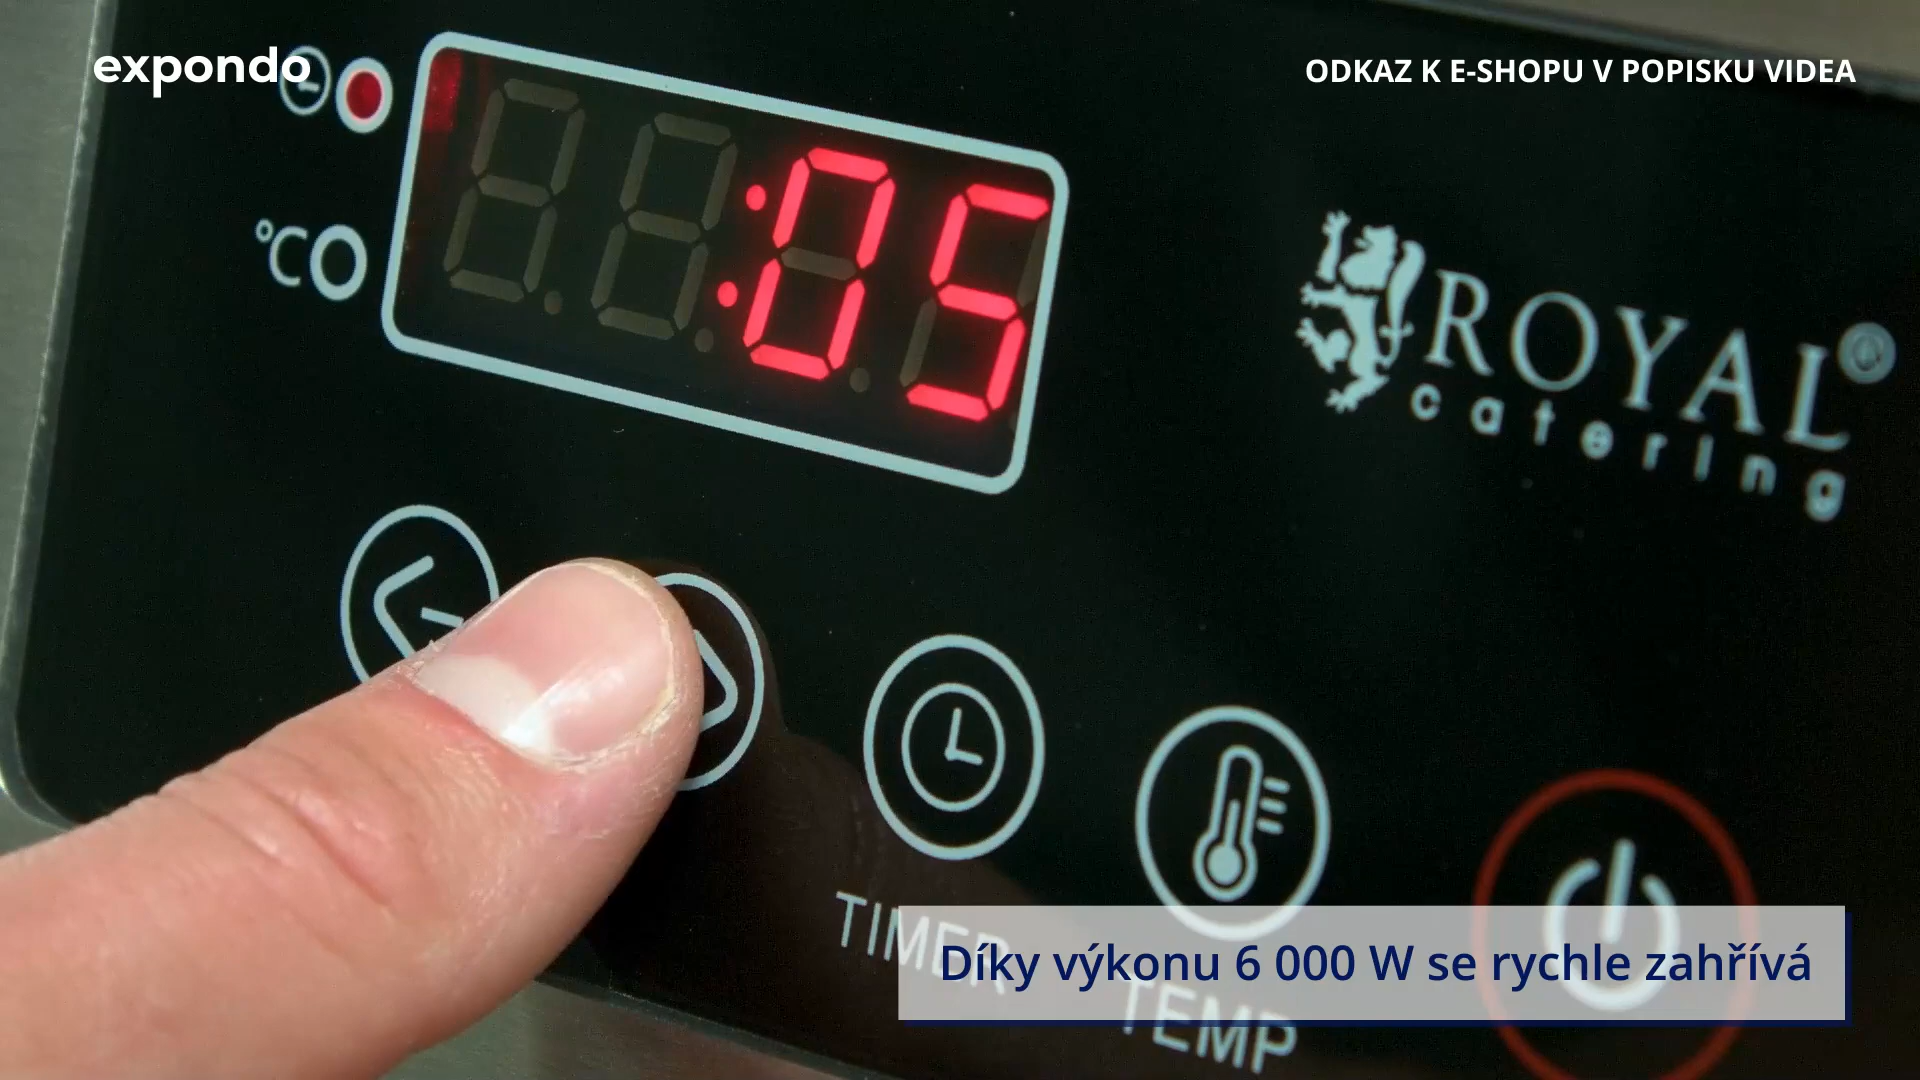 expondo
ODKAZ K E-SHOPU V POPISKU VIDEA
:05
°C
ROYAL
catering
TIMER
TEMP
Díky výkonu 6 000 W se rychle zahřívá